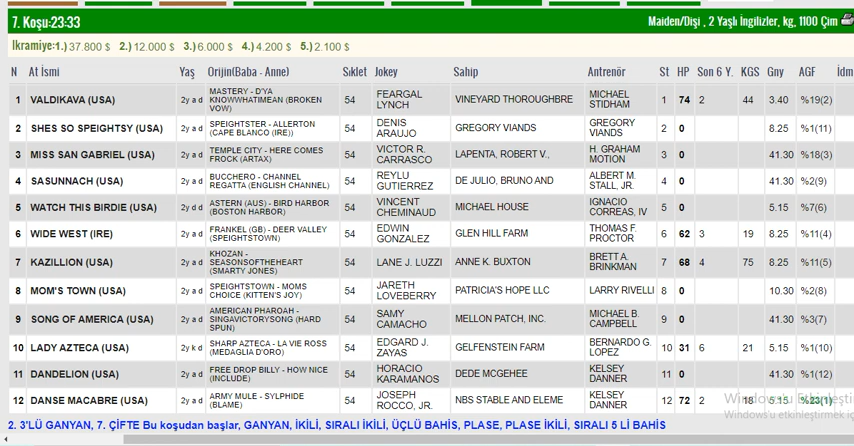 7. Koşu:23:33 Maiden/Dişi , 2 Yaşlı İngilizler, kg, 1100 Çim
İkramiye:1.) 37.800 $ 2.) 12.000 $ 3.) 6.000 $ 4.) 4.200 $ 5.) 2.100 $
N At İsmi Yaş Orijin(Baba - Anne) Sıklet Jokey Sahip Antrenör St HP Son 6 Y. KGS Gny AGF İdm
1 VALDIKAVA (USA) 2y a d MASTERY - D'YA KNOWWHATIMEAN (BROKEN VOW) 54 FEARGAL LYNCH VINEYARD THOROUGHBRE MICHAEL STIDHAM 1 74 2 44 3.40 %19(2)
2 SHES SO SPEIGHTSY (USA) 2y a d SPEIGHTSTER - ALLERTON (CAPE BLANCO (IRE)) 54 DENIS ARAUJO GREGORY VIANDS GREGORY VIANDS 2 0 8.25 %1(11)
3 MISS SAN GABRIEL (USA) 2y a d TEMPLE CITY - HERE COMES FROCK (ARTAX) 54 VICTOR R. CARRASCO LAPENTA, ROBERT V., H. GRAHAM MOTION 3 0 41.30 %18(3)
4 SASUNNACH (USA) 2y a d BUCCHERO - CHANNEL REGATTA (ENGLISH CHANNEL) 54 REYLU GUTIERREZ DE JULIO, BRUNO AND ALBERT M. STALL, JR. 4 0 41.30 %2(9)
5 WATCH THIS BIRDIE (USA) 2y d d ASTERN (AUS) - BIRD HARBOR (BOSTON HARBOR) 54 VINCENT CHEMINAUD MICHAEL HOUSE IGNACIO CORREAS, IV 5 0 5.15 %7(6)
6 WIDE WEST (IRE) 2y d d FRANKEL (GB) - DEER VALLEY (SPEIGHTSTOWN) 54 EDWIN GONZALEZ GLEN HILL FARM THOMAS F. PROCTOR 6 62 3 19 8.25 %11(4)
7 KAZILLION (USA) 2y a d KHOZAN - SEASONSOFTHEHEART (SMARTY JONES) 54 LANE J. LUZZI ANNE K. BUXTON BRETT A. BRINKMAN 7 68 4 75 8.25 %11(5)
8 MOM'S TOWN (USA) 2y a d SPEIGHTSTOWN - MOMS CHOICE (KITTEN'S JOY) 54 JARETH LOVEBERRY PATRICIA'S HOPE LLC LARRY RIVELLI 8 0 10.30 %2(8)
9 SONG OF AMERICA (USA) 2y a d AMERICAN PHAROAH - SINGAVICTORYSONG (HARD SPUN) 54 SAMY CAMACHO MELLON PATCH, INC. MICHAEL B. CAMPBELL 9 0 41.30 %3(7)
10 LADY AZTECA (USA) 2y k d SHARP AZTECA - LA VIE ROSS (MEDAGLIA D'ORO) 54 EDGARD J. ZAYAS GELFENSTEIN FARM BERNARDO G. LOPEZ 10 31 6 21 5.15 %1(10)
11 DANDELION (USA) 2y a d FREE DROP BILLY - HOW NICE (INCLUDE) 54 HORACIO KARAMANOS DEDE MCGEHEE KELSEY DANNER 11 0 41.30 %1(12)
12 DANSE MACABRE (USA) 2y a d ARMY MULE - SYLPHIDE (BLAME) 54 JOSEPH ROCCO, JR. NBS STABLE AND ELEME KELSEY DANNER 12 72 2 18 5.15 %23(1)
Windows'u Etkinleşti
Windows'u etkinleştirmek
2. 3'LÜ GANYAN, 7. ÇİFTE Bu koşudan başlar, GANYAN, İKİLİ, SIRALI İKİLİ, ÜÇLÜ BAHİS, PLASE, PLASE İKİLİ, SIRALI 5 Lİ BAHİS